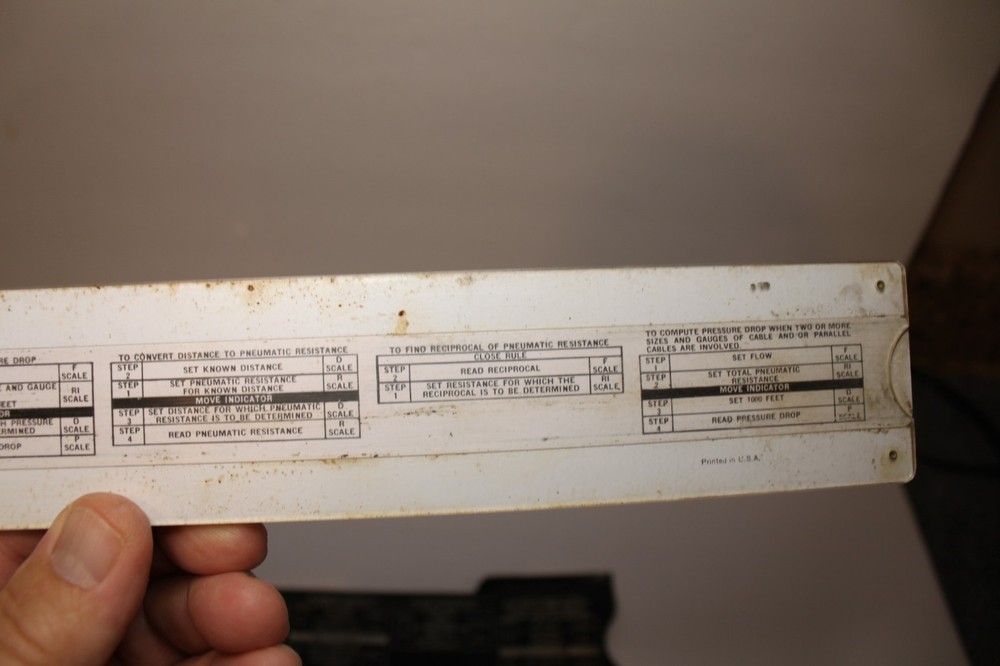 RE DROP
F
SCALE
AND GAUGE
RI
SCALE
FEET
OR
H PRESSURE
ERMINED
D
SCALE
DROP
P
SCALE
TO CONVERT DISTANCE TO PNEUMATIC RESISTANCE
STEP
2
SET KNOWN DISTANCE
D
SCALE
STEP
1
SET PNEUMATIC RESISTANCE
FOR KNOWN DISTANCE
R
SCALE
MOVE INDICATOR
STEP
3
SET DISTANCE FOR WHICH PNEUMATIC
RESISTANCE IS TO BE DETERMINED
D
SCALE
STEP
4
READ PNEUMATIC RESISTANCE
R
SCALE
TO FIND RECIPROCAL OF PNEUMATIC RESISTANCE
CLOSE RULE
STEP
2
READ RECIPROCAL
F
SCALE
STEP
1
SET RESISTANCE FOR WHICH THE
RECIPROCAL IS TO BE DETERMINED
RI
SCALE
TO COMPUTE PRESSURE DROP WHEN TWO OR MORE
SIZES AND GAUGES OF CABLE AND/OR PARALLEL
CABLES ARE INVOLVED.
STEP
1
SET FLOW
F
SCALE
STEP
2
SET TOTAL PNEUMATIC
RESISTANCE
RI
SCALE
MOVE INDICATOR
STEP
3
SET 1000 FEET
D
SCALE
STEP
4
READ PRESSURE DROP
P
SCALE
Printed in U.S.A.